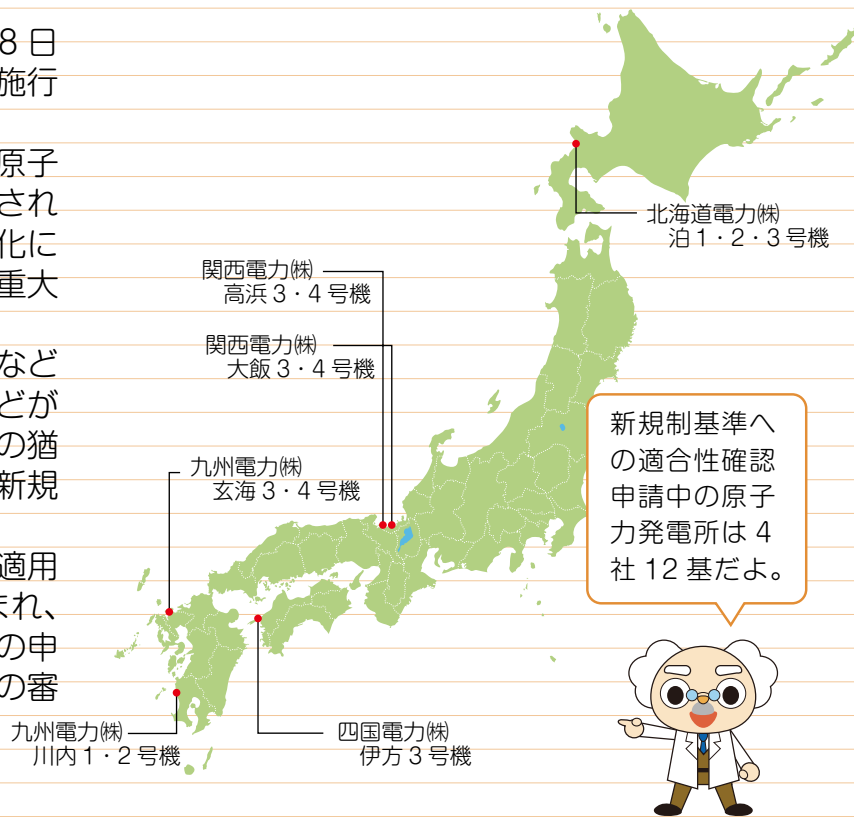 8日
施行
原子
され
化に
重大
など
どが
の猶
新規
適用
まれ、
の申
の審
北海道電力㈱
泊1・2・3号機
関西電力㈱
高浜3・4号機
関西電力㈱
大飯3・4号機
九州電力㈱
玄海3・4号機
九州電力㈱
川内1・2号機
四国電力㈱
伊方3号機
新規制基準へ
の適合性確認
申請中の原子
力発電所は4
社12基だよ。